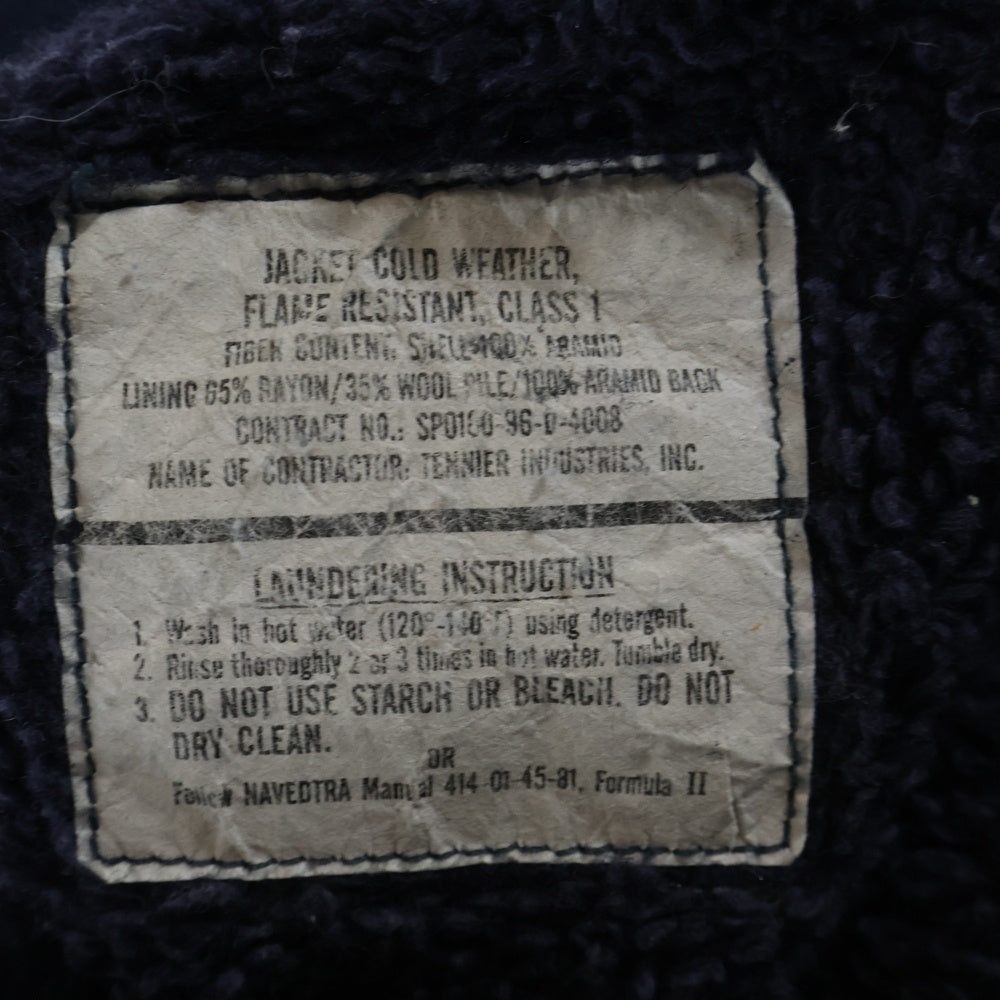 JACKET COLD WEATHER,
FLAME RESISTANT, CLASS 1
FIBER CONTENT: SHELL-100% ARAMID
LINING 65% RAYON/35% WOOL PILE/100% ARAMID BACK
CONTRACT NO.: SP0100-96-D-4008
NAME OF CONTRACTOR: TENNIER INDUSTRIES, INC.
LAUNDERING INSTRUCTION
1. Wash in hot water (120°-140°F) using detergent.
2. Rinse thoroughly 2 or 3 times in hot water. Tumble dry.
3. DO NOT USE STARCH OR BLEACH. DO NOT
DRY CLEAN.
OR
Follow NAVEDTRA Manual 414-01-45-81, Formula II